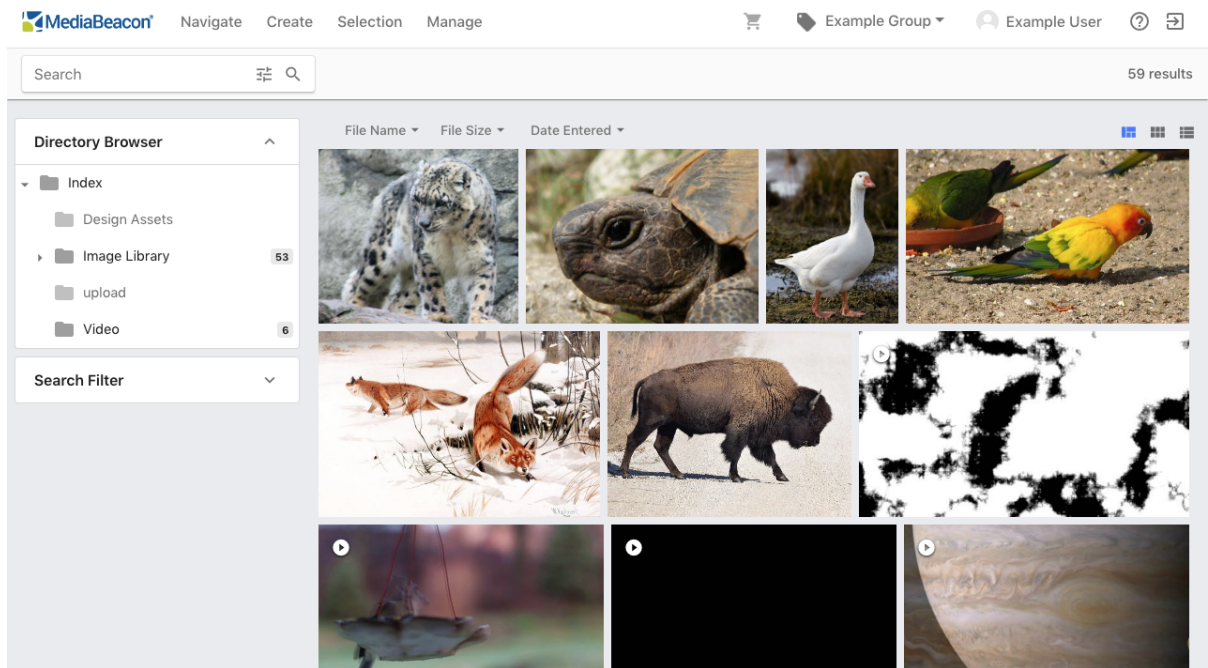 MediaBeacon® Navigate Create Selection Manage Example Group Example User
Search 59 results
Directory Browser
File Name File Size Date Entered
Index
Design Assets
Image Library 53
upload
Video 6
Search Filter